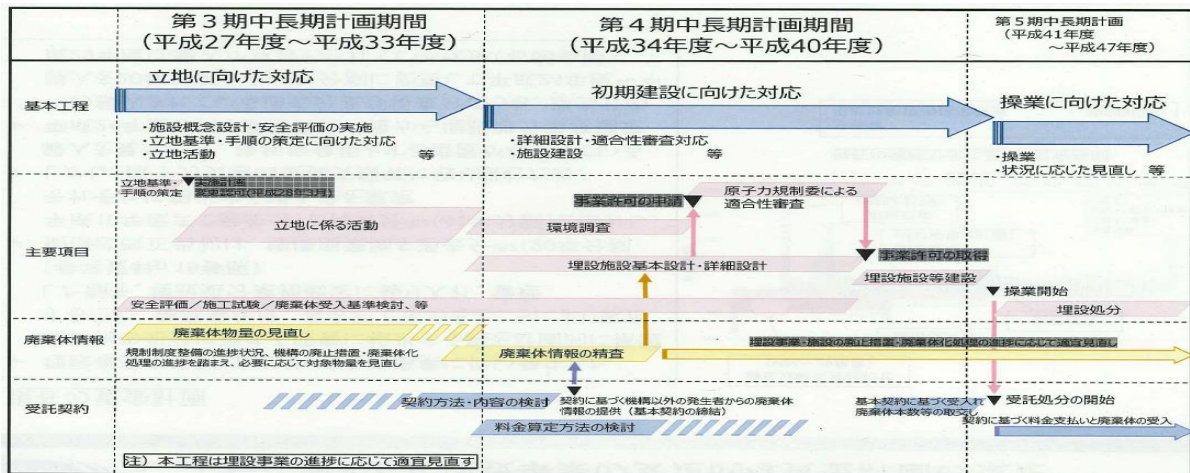 第３期中長期計画期間
（平成27年度～平成33年度）
第４期中長期計画期間
（平成34年度～平成40年度）
第５期中長期計画
（平成41年度
～平成47年度）
基本工程
立地に向けた対応
・施設概念設計・安全評価の実施
・立地基準・手順の策定に向けた対応
・立地活動　等
初期建設に向けた対応
・詳細設計・適合性審査対応
・施設建設　等
操業に向けた対応
・操業
・状況に応じた見直し　等
主要項目
立地基準・
手順の策定
▼実施計画
変更認可(平成28年3月)
立地に係る活動
環境調査
事業許可の申請▼
原子力規制委による
適合性審査
▼事業許可の取得
埋設施設基本設計・詳細設計
埋設施設等建設
▼操業開始
埋設処分
安全評価／施工試験／廃棄体受入基準検討、等
廃棄体情報
廃棄体物量の見直し
規制制度整備の進捗状況、機構の廃止措置・廃棄体化
処理の進捗を踏まえ、必要に応じて対象物量を見直し
廃棄体情報の精査
埋設事業・施設の廃止措置・廃棄体化処理の進捗に応じて適宜見直し
受託契約
契約方法・内容の検討
▼契約に基づく機構以外の発生者からの廃棄体
情報の提供（基本契約の締結）
料金算定方法の検討
基本契約に基づく受入れ
廃棄体本数等の取交し
▼受託処分の開始
契約に基づく料金支払いと廃棄体の受入
注）本工程は埋設事業の進捗に応じて適宜見直す